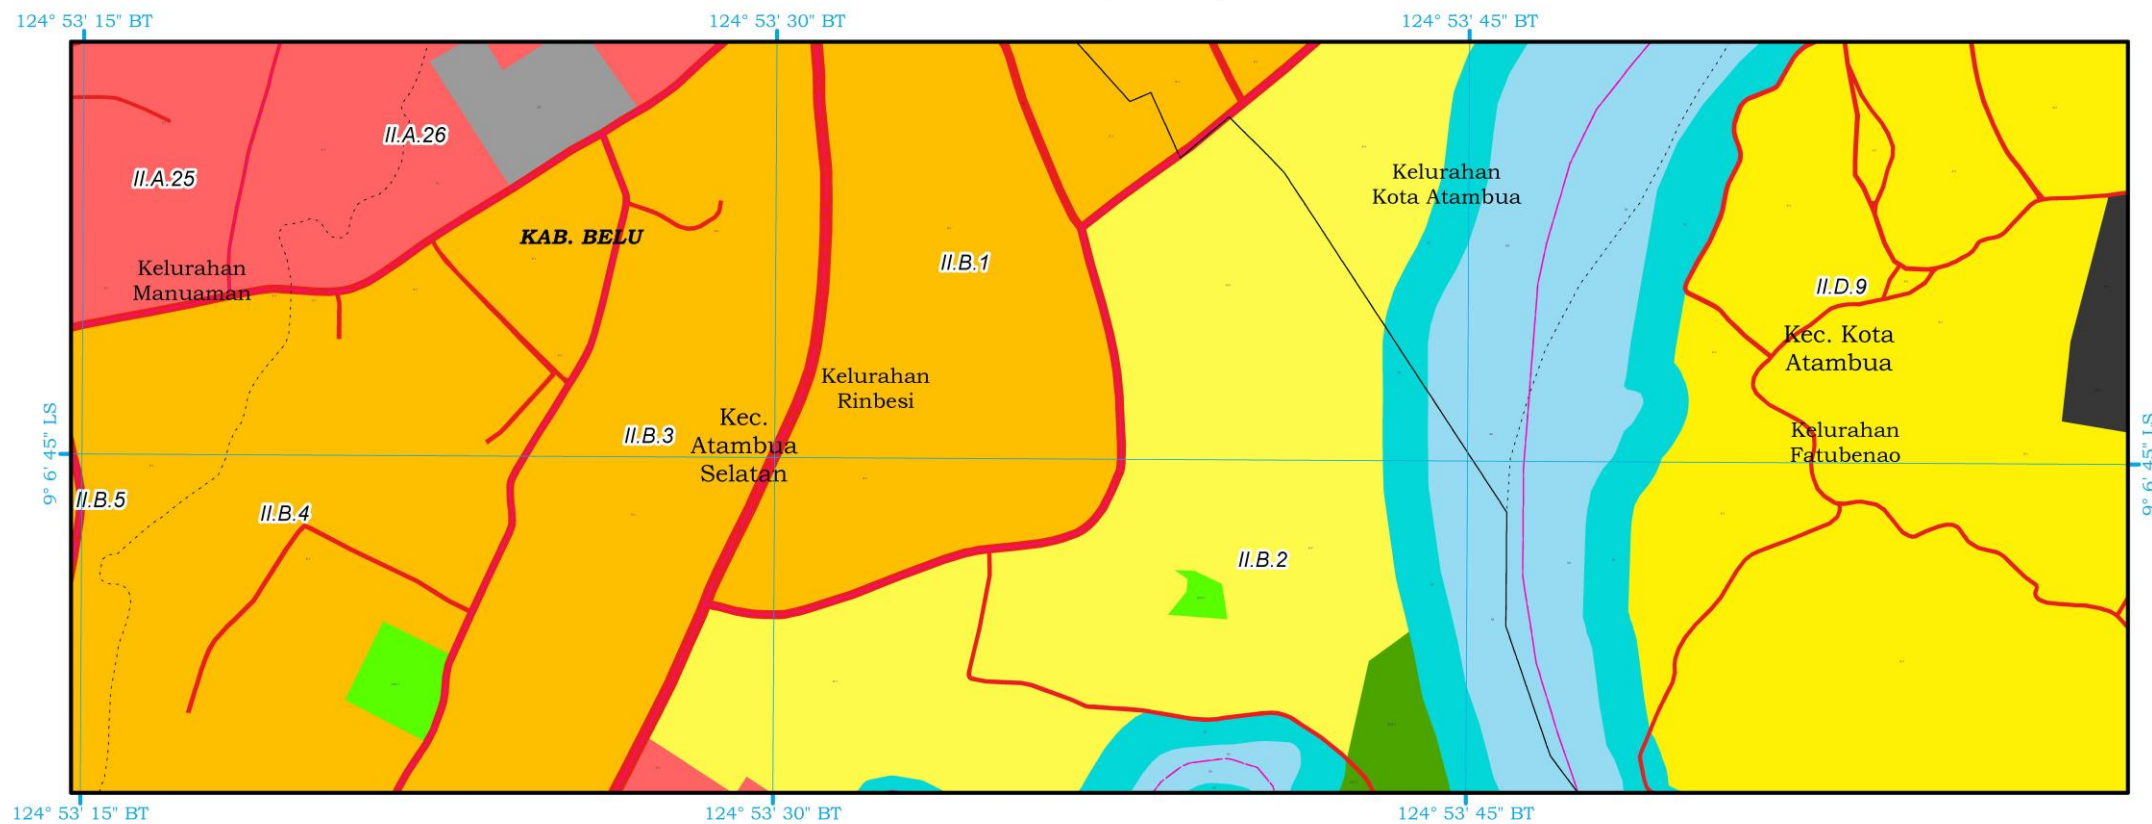 124° 53' 15" BT
124° 53' 30" BT
124° 53' 45" BT
II.A.26
II.A.25
Kelurahan
Kota Atambua
KAB. BELU
II.B.1
Kelurahan
Manuaman
II.D.9
Kec. Kota
Atambua
Kelurahan
Rinbesi
Kec.
Atambua
Selatan
II.B.3
Kelurahan
Fatubenao
9° 6' 45" LS
9° 6' 45" LS
II.B.5
II.B.4
II.B.2
124° 53' 15" BT
124° 53' 30" BT
124° 53' 45" BT